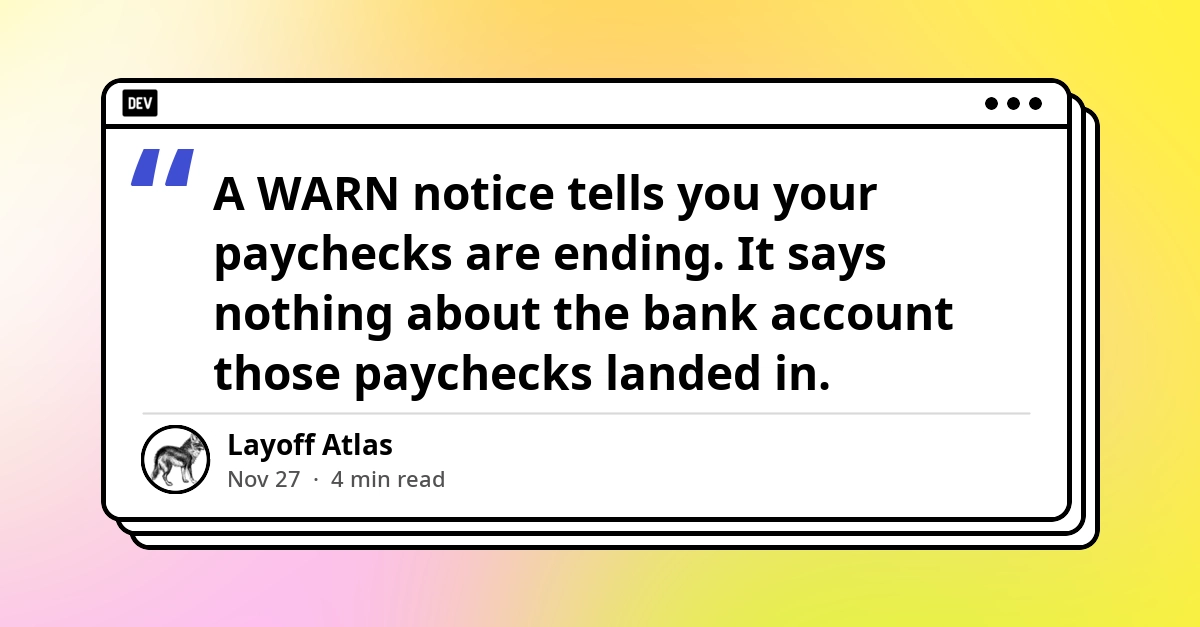 DEV
“ A WARN notice tells you your
paychecks are ending. It says
nothing about the bank account
those paychecks landed in.
Layoff Atlas
Nov 27 · 4 min read